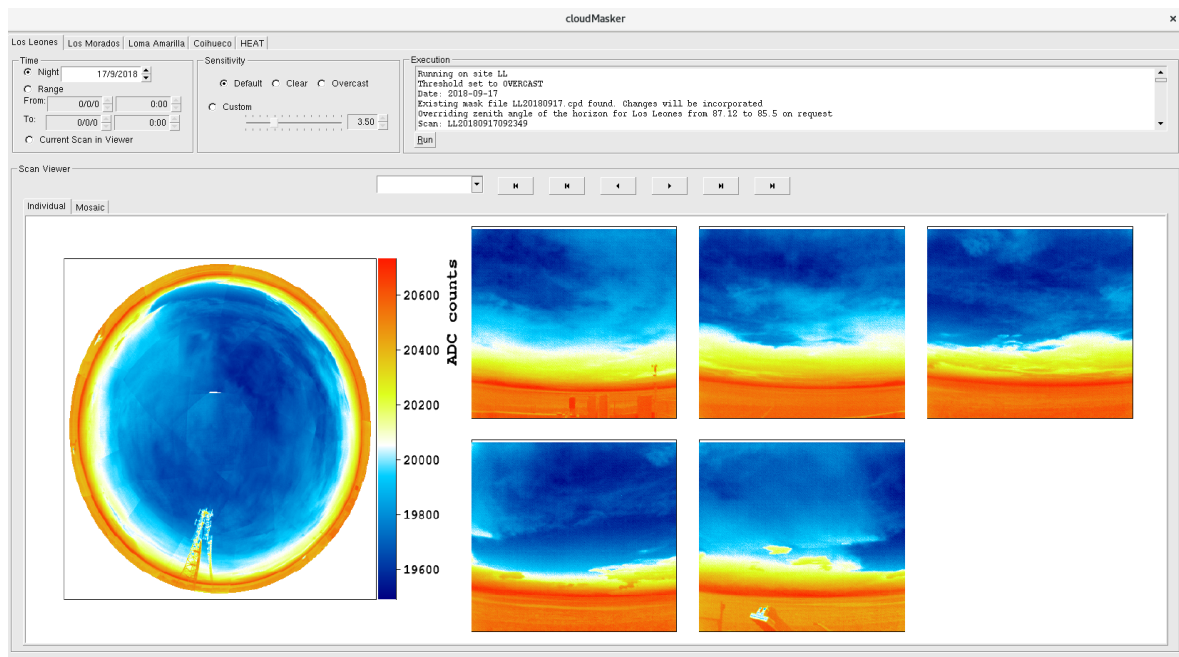 cloudMasker
Los Leones Los Morados Loma Amarilla Coihueco HEAT
Time
Night 17/9/2018
Range
From: 0/0/0 0:00
To: 0/0/0 0:00
Current Scan in Viewer
Sensitivity
Default Clear Overcast
Custom
3.50
Execution
Running on site LL
Threshold set to OVERCAST
Date: 2018-09-17
Existing mask file LL20180917.cpd found. Changes will be incorporated
Overriding zenith angle of the horizon for Los Leones from 87.12 to 85.5 on request
Scan: LL20180917092349
Run
Scan Viewer
Individual Mosaic
ADC counts
20600
20400
20200
20000
19800
19600